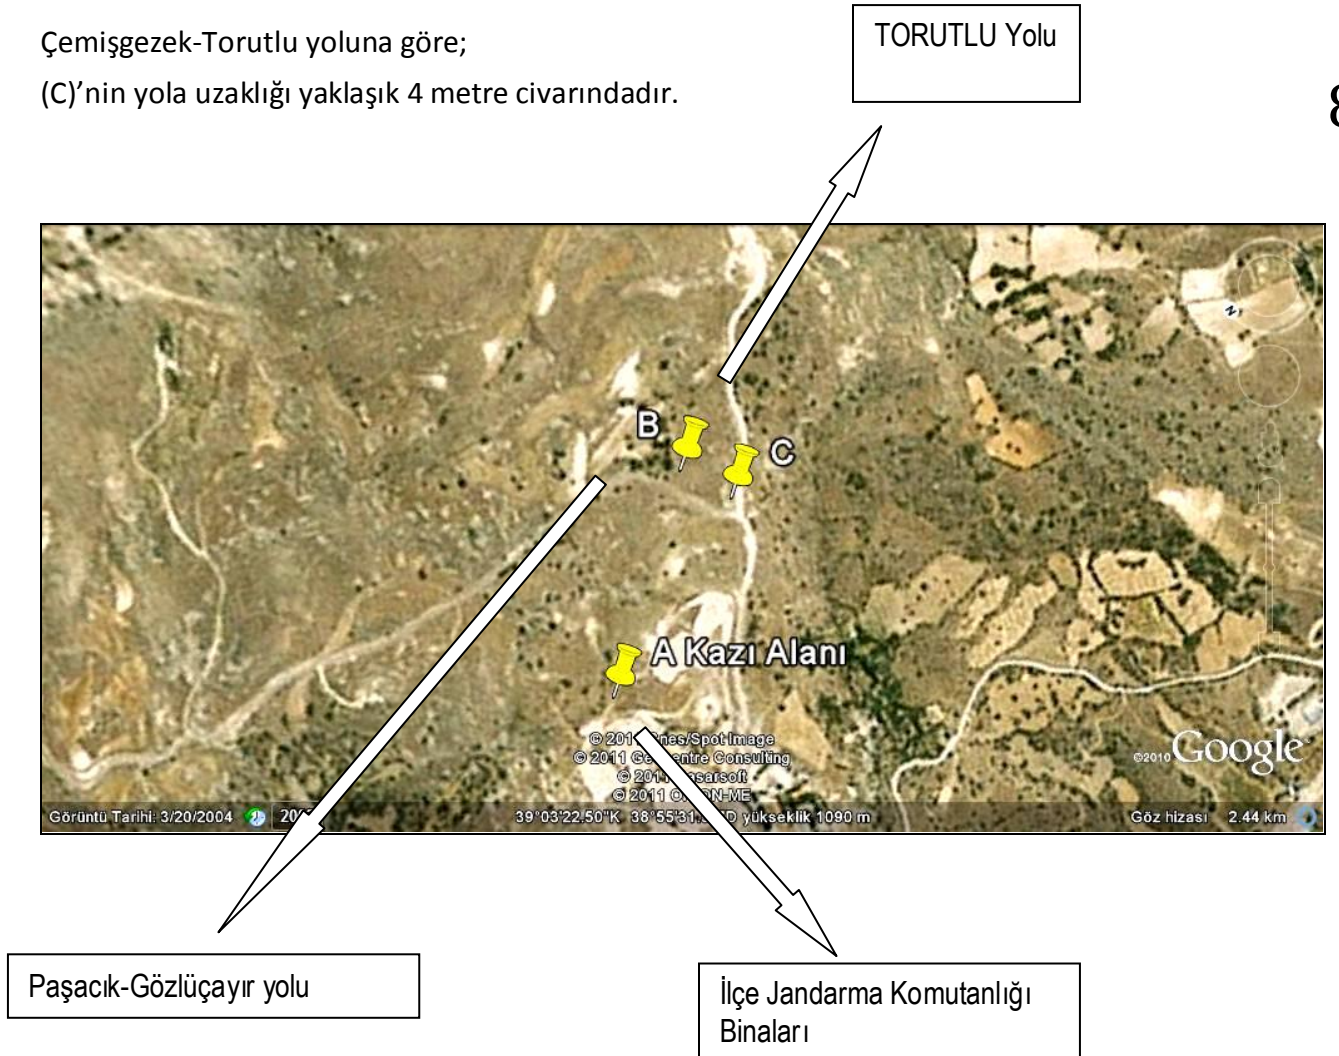 Çemişgezek-Torutlu yoluna göre;
(C)’nin yola uzaklığı yaklaşık 4 metre civarındadır.
TORUTLU Yolu
8
B
C
A Kazı Alanı
©2010 Google
Görüntü Tarihi: 3/20/2004
39°03'22.50"K
yükseklik 1090 m
Göz hizası 2.44 km
Paşacık-Gözlüçayır yolu
İlçe Jandarma Komutanlığı
Binaları